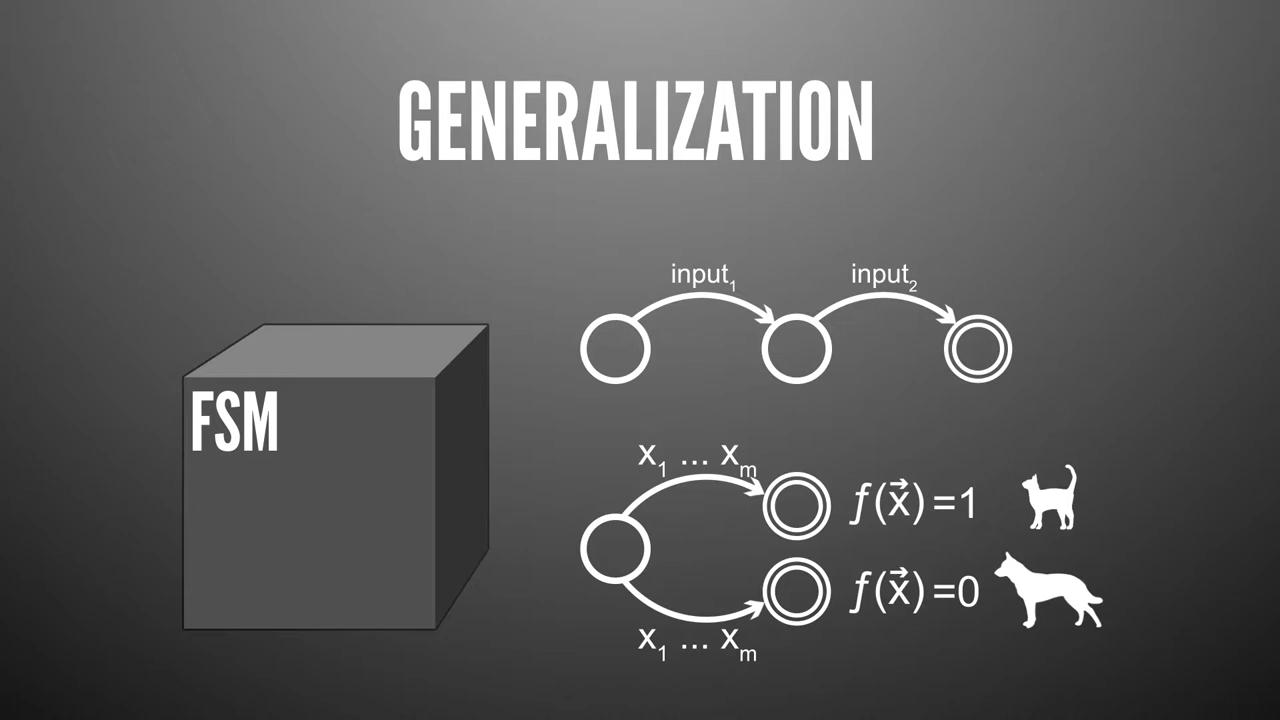 GENERALIZATION
input₁ input₂
FSM
x₁ ... xₘ
f(x⃗)=1
f(x⃗)=0
x₁ ... xₘ